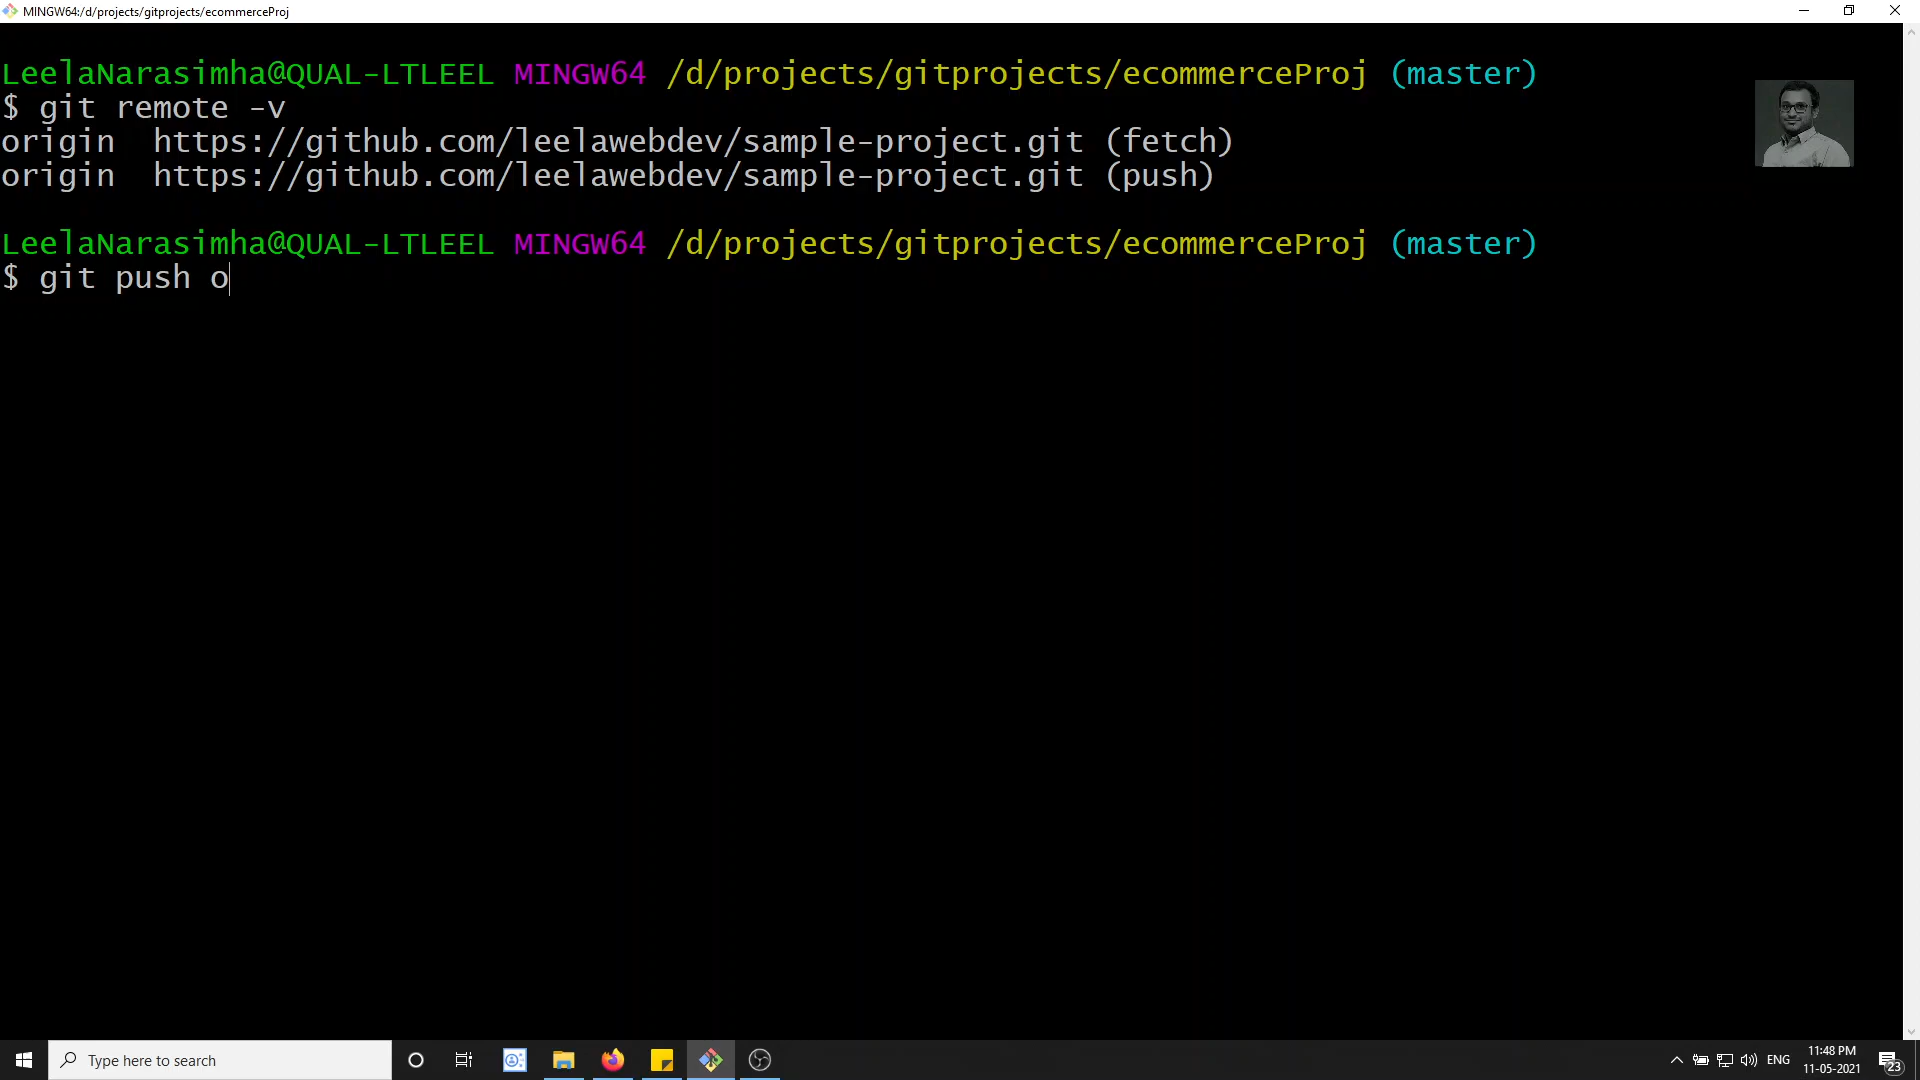 MINGW64:/d/projects/gitprojects/ecommerceProj
LeelaNarasimha@QUAL-LTLEEL MINGW64 /d/projects/gitprojects/ecommerceProj (master)
$ git remote -v
origin  https://github.com/leelawebdev/sample-project.git (fetch)
origin  https://github.com/leelawebdev/sample-project.git (push)
LeelaNarasimha@QUAL-LTLEEL MINGW64 /d/projects/gitprojects/ecommerceProj (master)
$ git push o
Type here to search
ENG
11:48 PM
11-05-2021
23